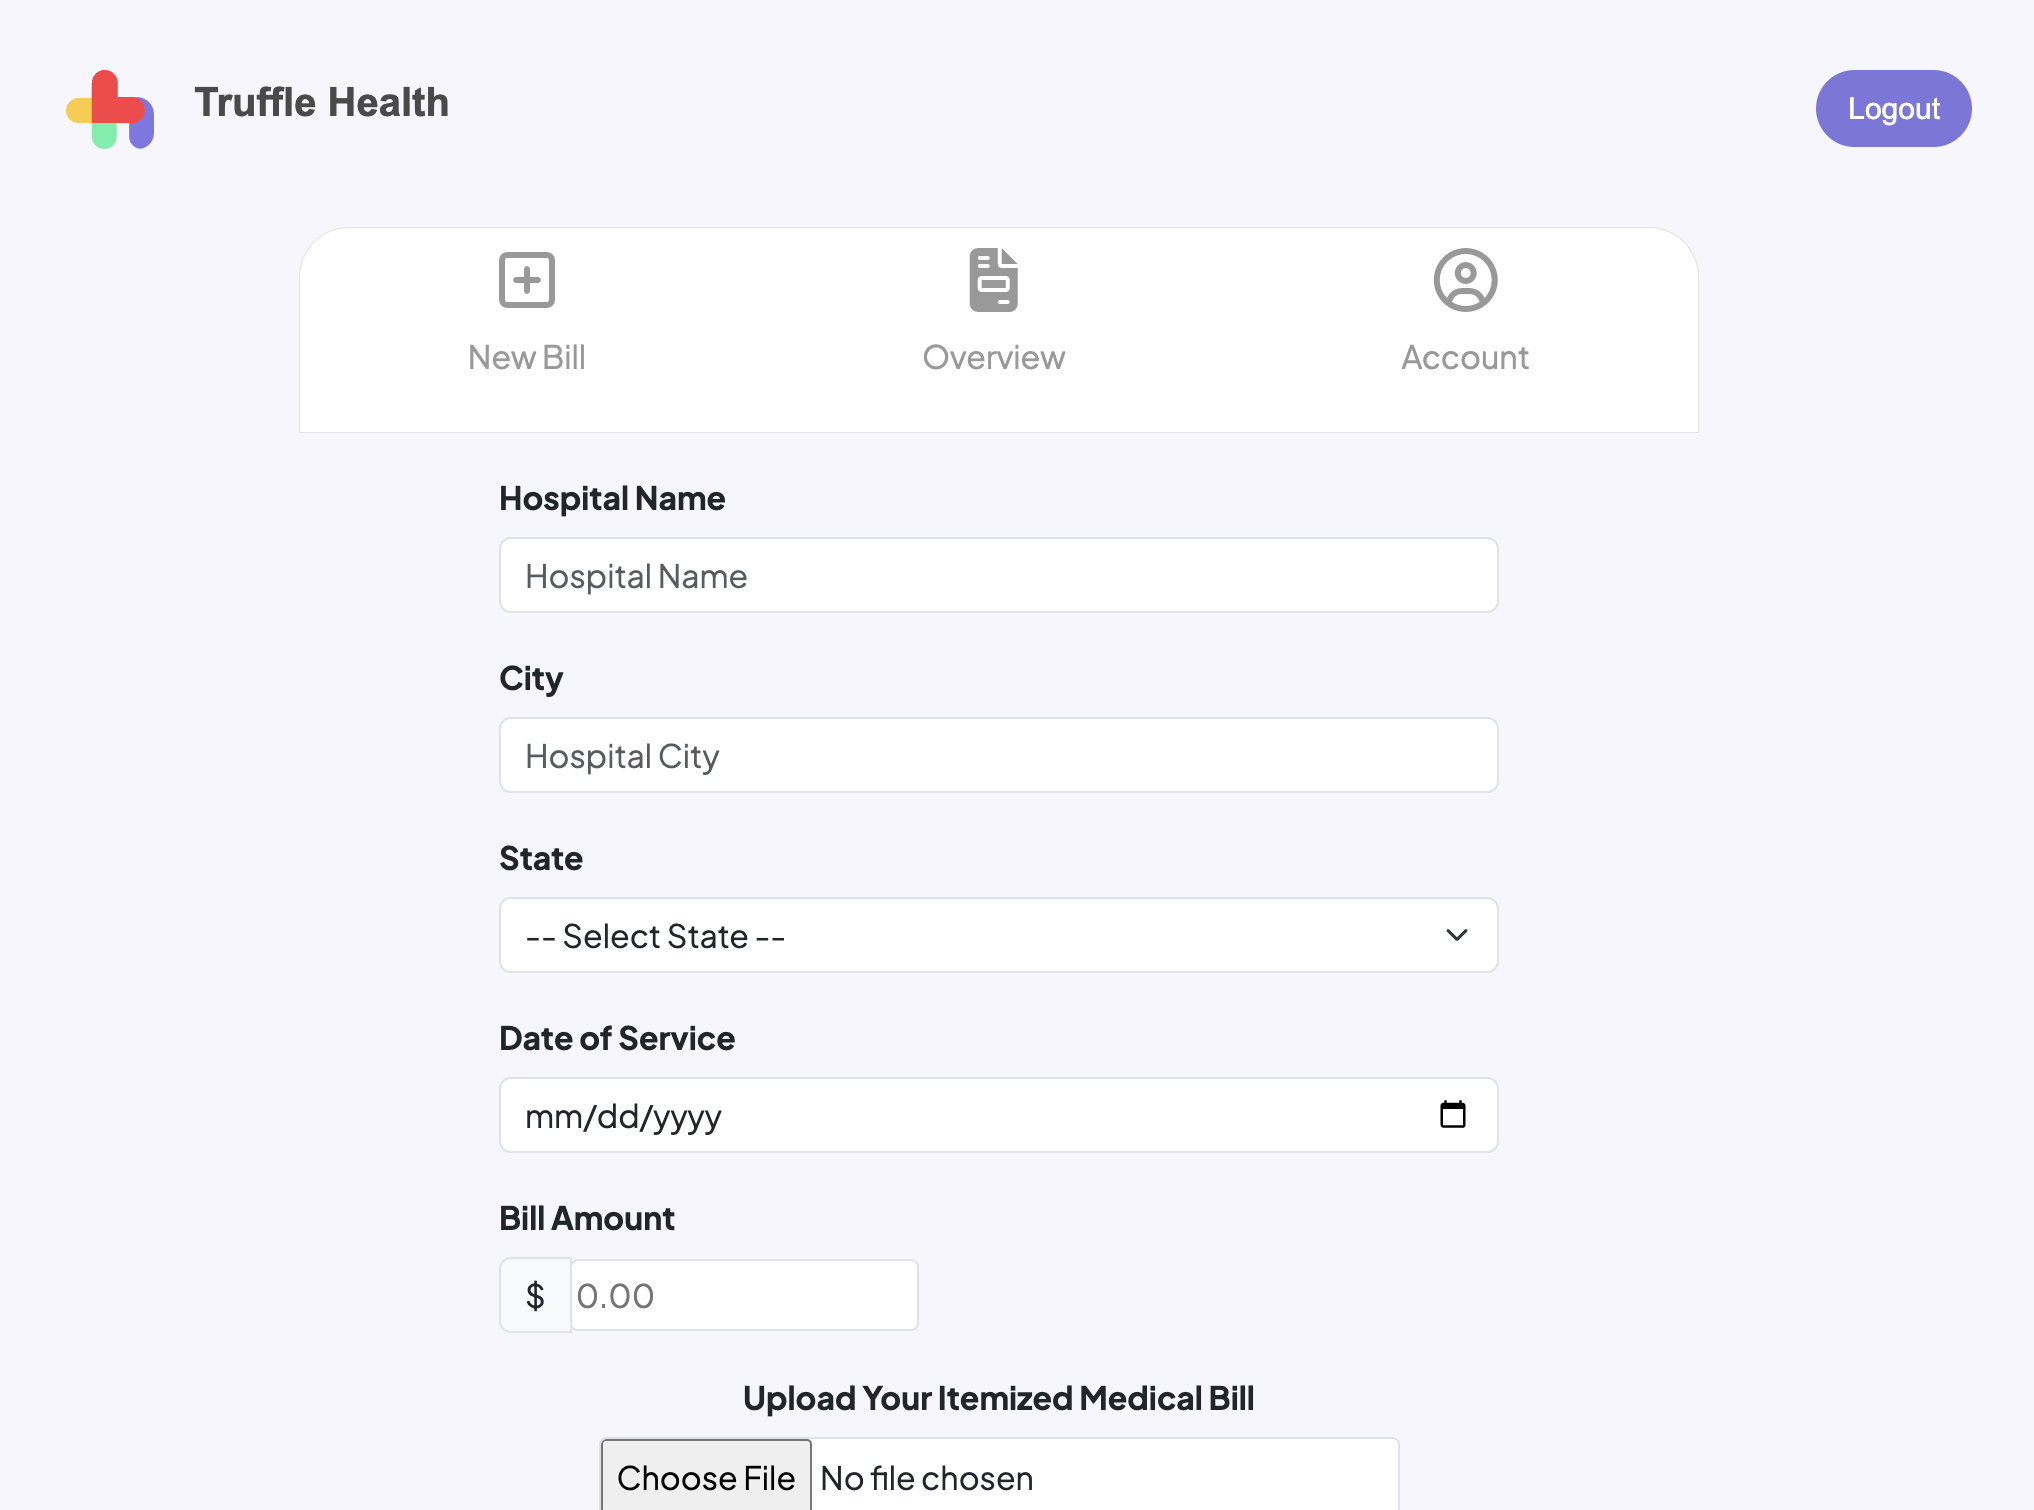 Truffle Health
Logout
New Bill
Overview
Account
Hospital Name
Hospital Name
City
Hospital City
State
-- Select State --
Date of Service
mm/dd/yyyy
Bill Amount
$ 0.00
Upload Your Itemized Medical Bill
Choose File No file chosen